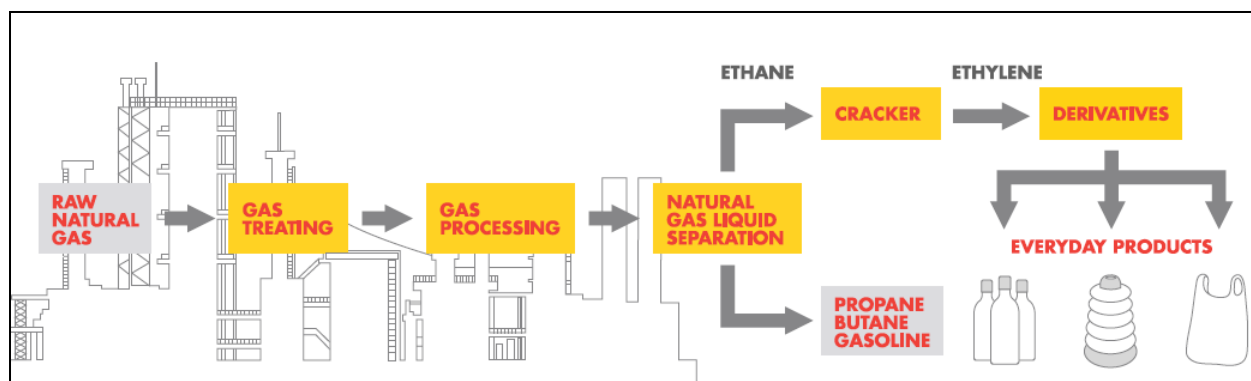 RAW
NATURAL
GAS
GAS
TREATING
GAS
PROCESSING
NATURAL
GAS LIQUID
SEPARATION
ETHANE
CRACKER
ETHYLENE
DERIVATIVES
EVERYDAY PRODUCTS
PROPANE
BUTANE
GASOLINE